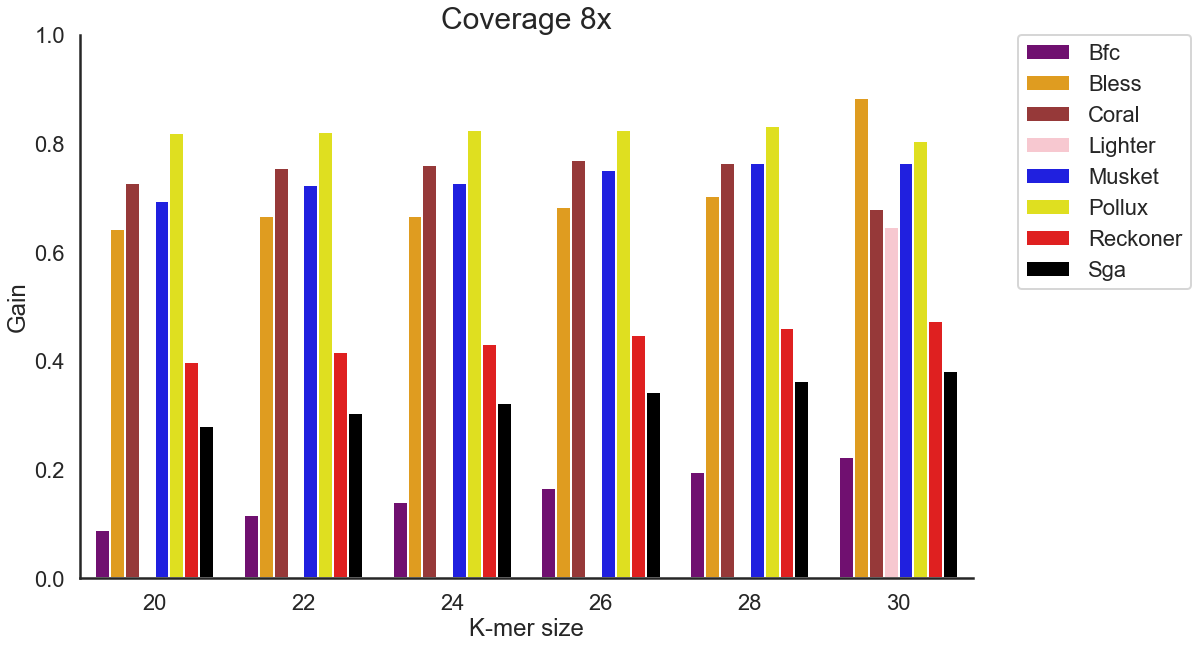 Coverage 8x
1.0
0.8
0.6
0.4
0.2
0.0
Gain
20 22 24 26 28 30
K-mer size
Bfc
Bless
Coral
Lighter
Musket
Pollux
Reckoner
Sga